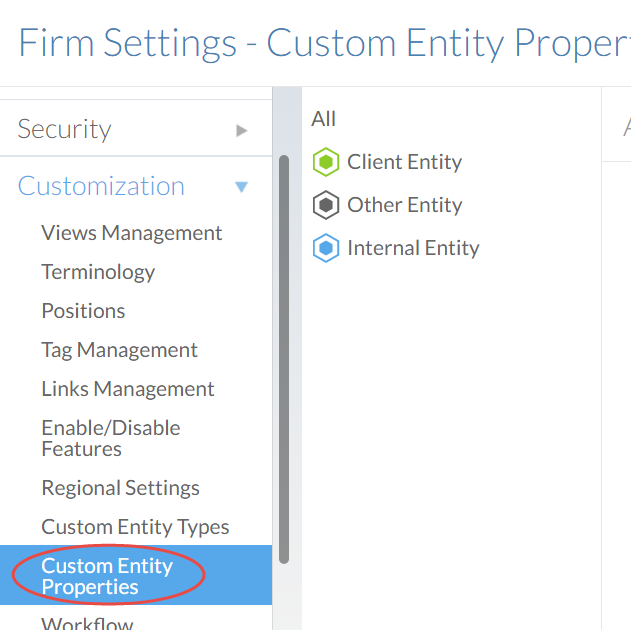 Firm Settings - Custom Entity Proper
Security
Customization
Views Management
Terminology
Positions
Tag Management
Links Management
Enable/Disable
Features
Regional Settings
Custom Entity Types
Custom Entity
Properties
Workflow
All
Client Entity
Other Entity
Internal Entity